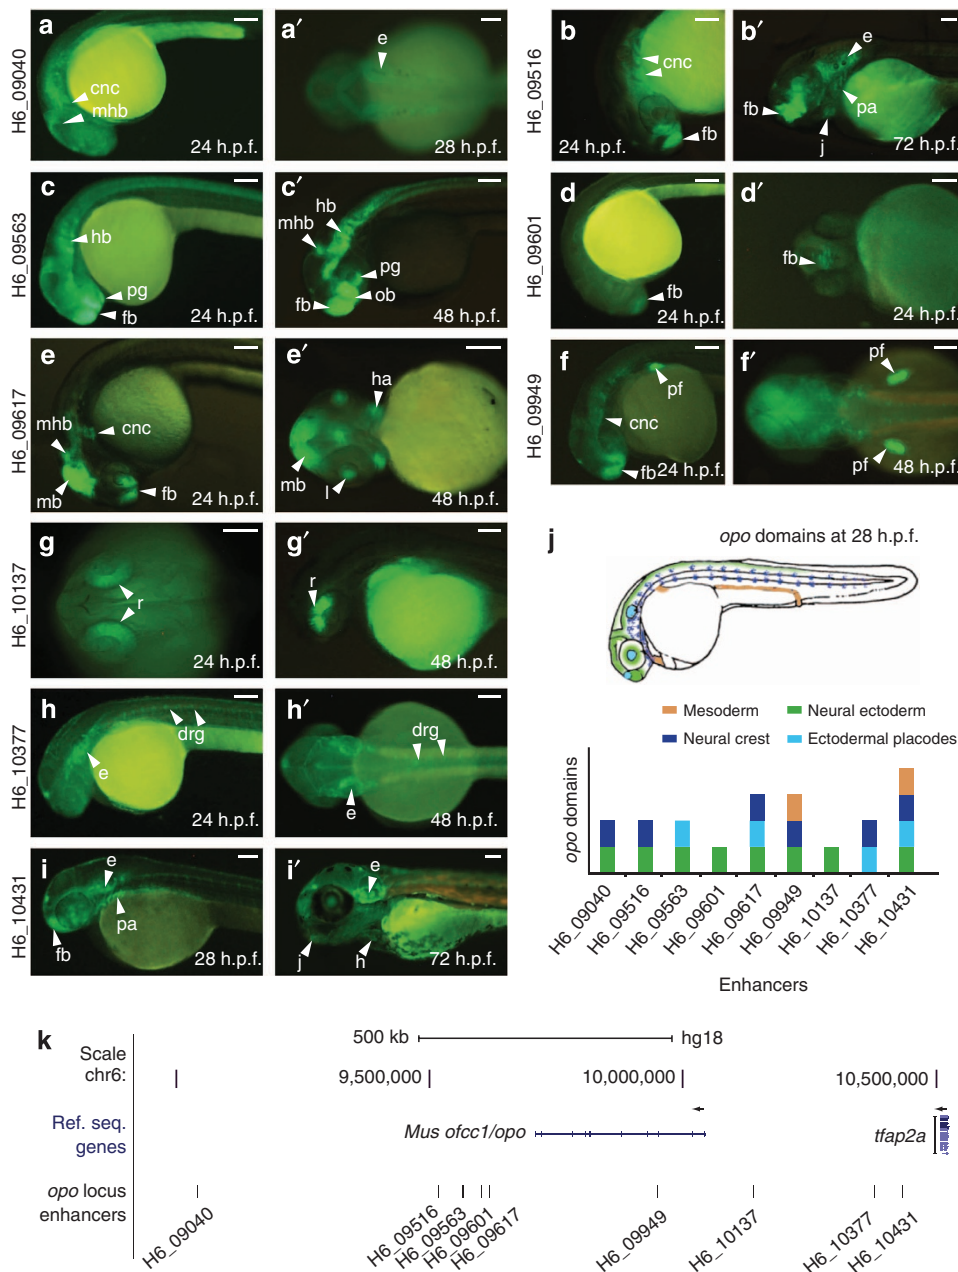 H6_09040
a
cnc
mhb
24 h.p.f.
a′
e
28 h.p.f.
H6_09516
b
cnc
fb
24 h.p.f.
b′
e
fb
pa
j
72 h.p.f.
H6_09563
c
hb
pg
fb
24 h.p.f.
c′
hb
mhb
pg
ob
fb
48 h.p.f.
H6_09601
d
fb
24 h.p.f.
d′
fb
24 h.p.f.
H6_09617
e
mhb
cnc
mb
fb
24 h.p.f.
e′
ha
mb
l
48 h.p.f.
H6_09949
f
pf
cnc
fb
24 h.p.f.
f′
pf
pf
48 h.p.f.
H6_10137
g
r
24 h.p.f.
g′
r
48 h.p.f.
H6_10377
h
drg
e
24 h.p.f.
h′
drg
e
48 h.p.f.
H6_10431
i
e
pa
fb
28 h.p.f.
i′
e
j
h
72 h.p.f.
j
opo domains at 28 h.p.f.
Mesoderm
Neural ectoderm
Neural crest
Ectodermal placodes
opo domains
H6_09040
H6_09516
H6_09563
H6_09601
H6_09617
H6_09949
H6_10137
H6_10377
H6_10431
Enhancers
k
500 kb
hg18
Scale
chr6:
9,500,000
10,000,000
10,500,000
Ref. seq.
genes
Mus ofcc1/opo
tfap2a
opo locus
enhancers
H6_09040
H6_09516
H6_09563
H6_09601
H6_09617
H6_09949
H6_10137
H6_10377
H6_10431